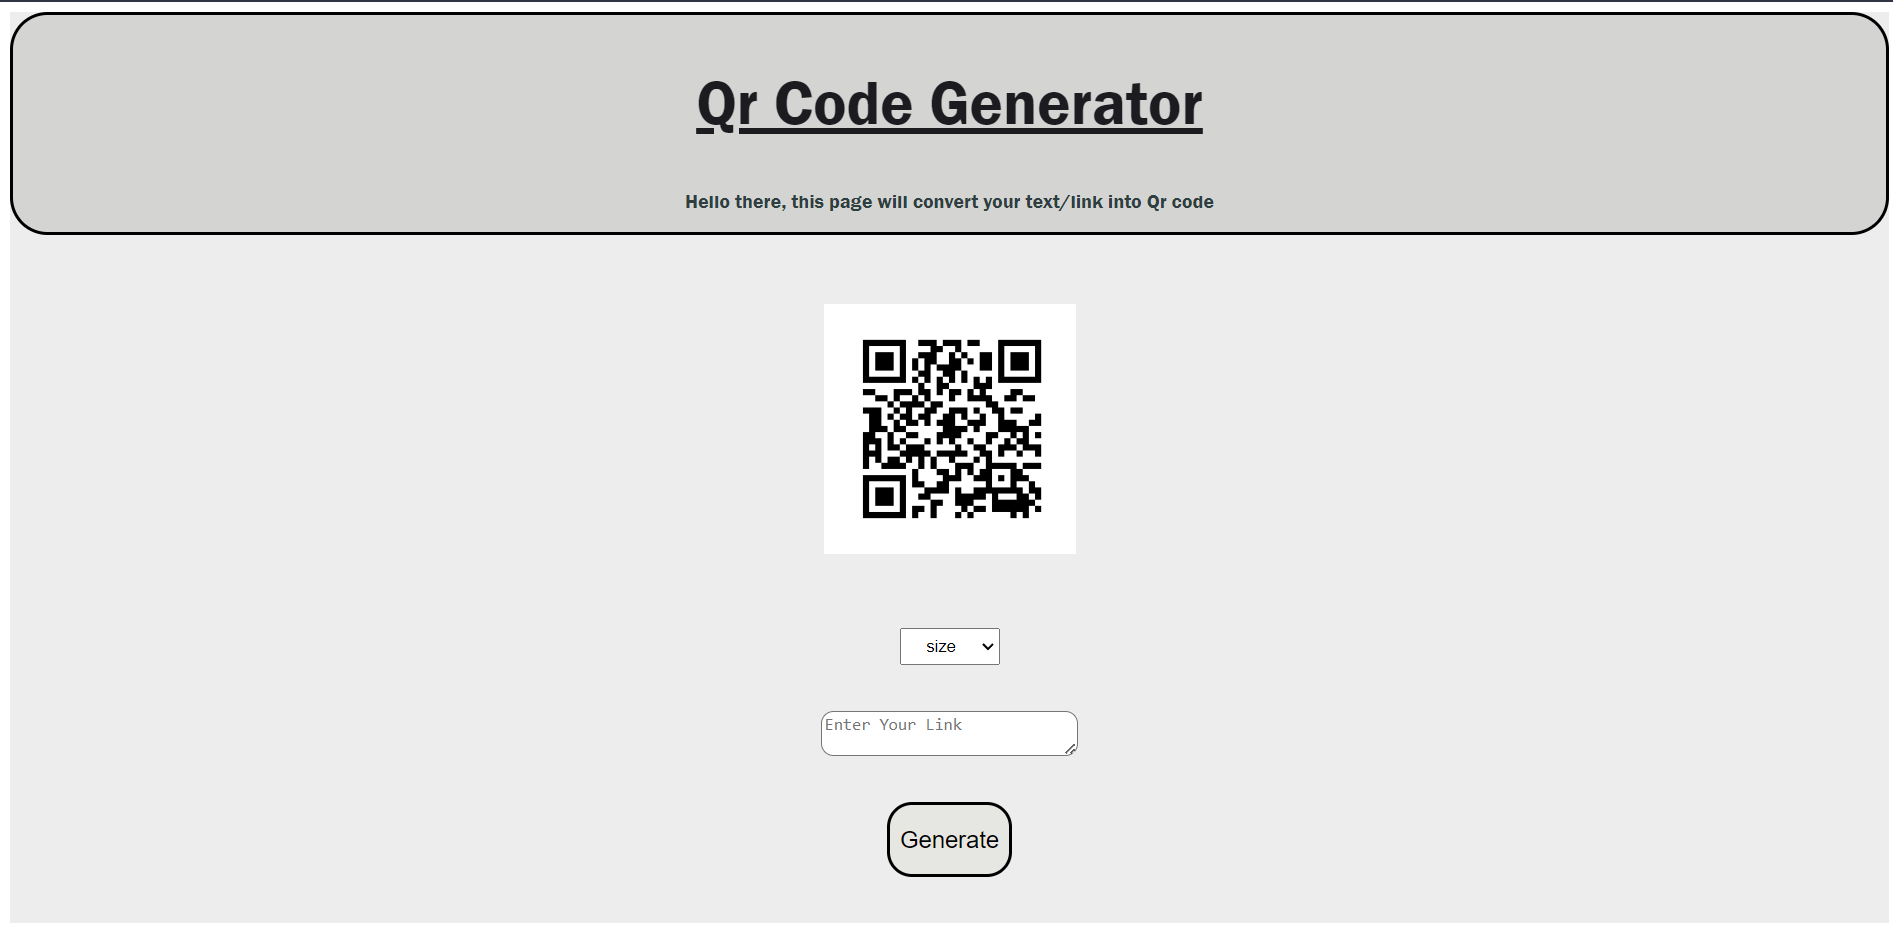 Qr Code Generator
Hello there, this page will convert your text/link into Qr code
size
Enter Your Link
Generate